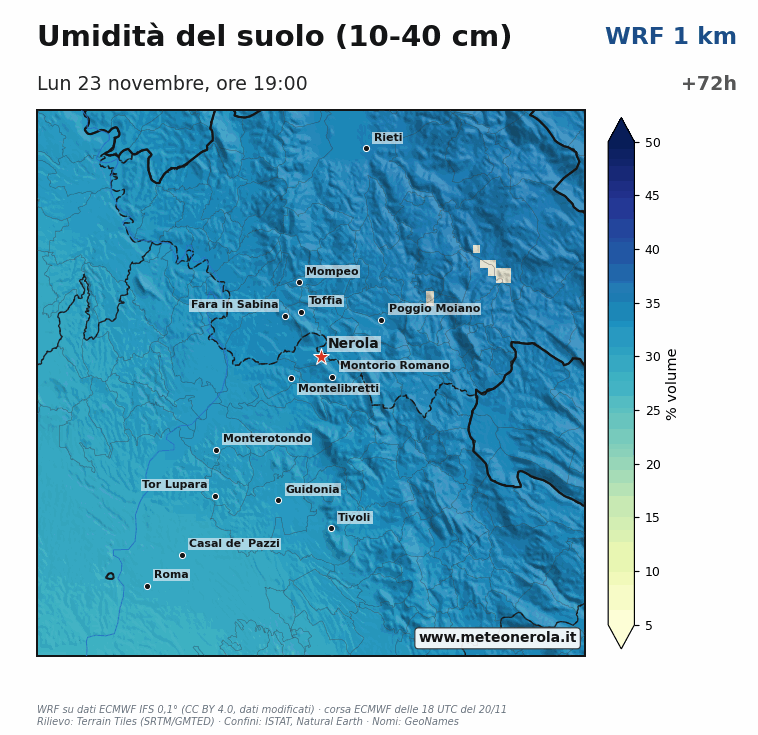 Umidità del suolo (10-40 cm)
WRF 1 km
Lun 23 novembre, ore 19:00
+72h
Rieti
Mompeo
Fara in Sabina
Toffia
Poggio Moiano
Nerola
Montorio Romano
Montelibretti
Monterotondo
Tor Lupara
Guidonia
Tivoli
Casal de' Pazzi
Roma
www.meteonerola.it
50
45
40
35
30
25
20
15
10
5
% volume
WRF su dati ECMWF IFS 0,1° (CC BY 4.0, dati modificati) · corsa ECMWF delle 18 UTC del 20/11
Rilievo: Terrain Tiles (SRTM/GMTED) · Confini: ISTAT, Natural Earth · Nomi: GeoNames